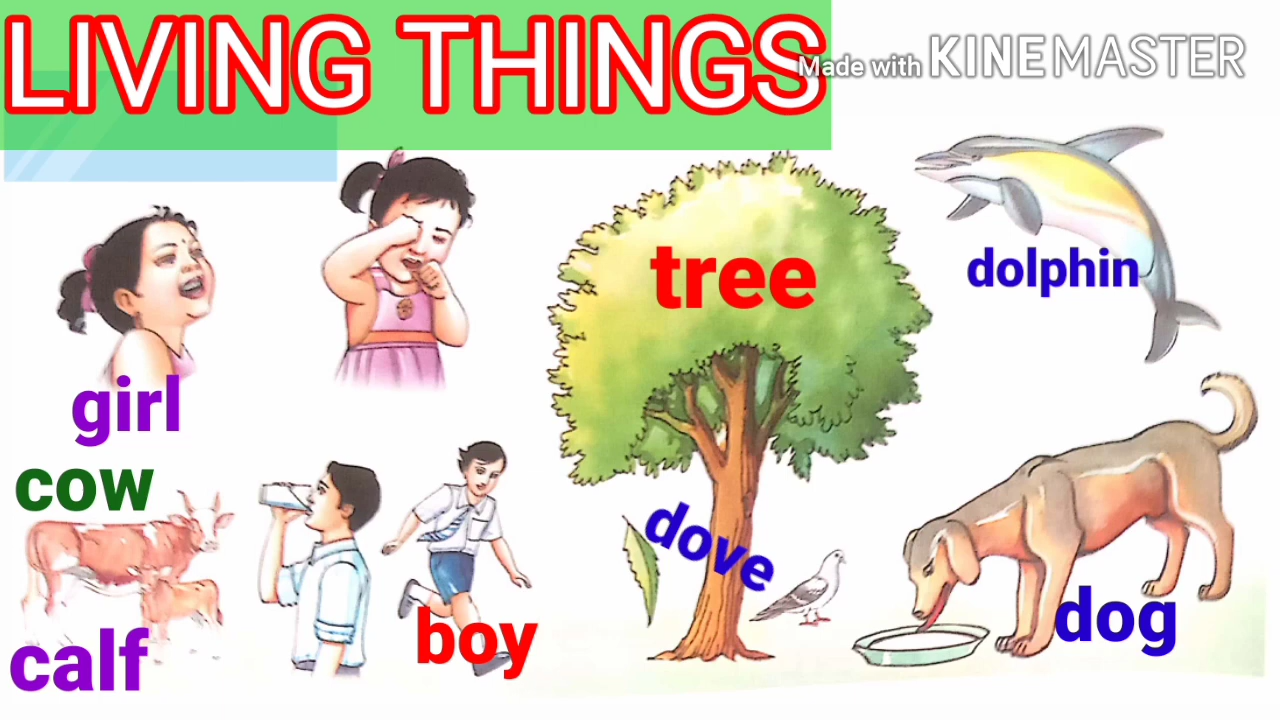 LIVING THINGS
Made with KINEMASTER
tree
dolphin
girl
cow
dove
boy
dog
calf